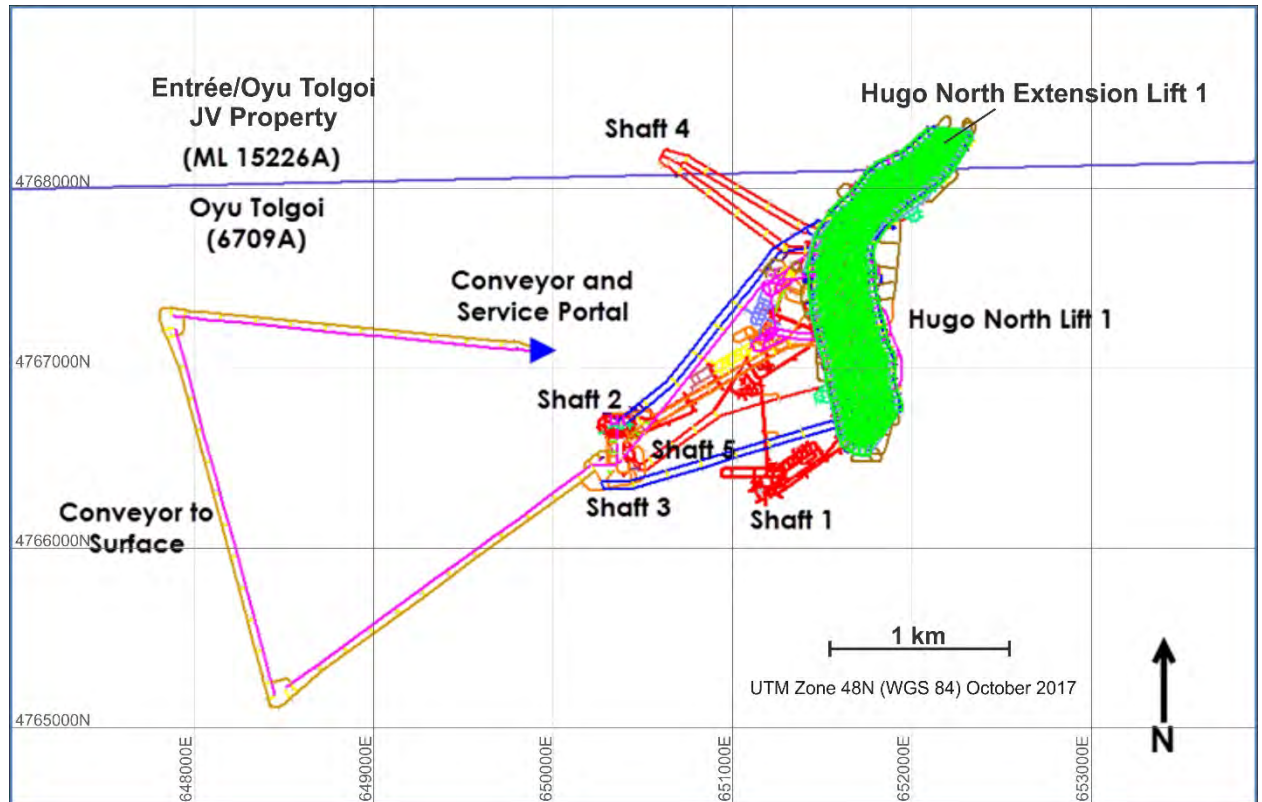 Entrée/Oyu Tolgoi
JV Property
(ML 15226A)
Hugo North Extension Lift 1
Shaft 4
4768000N
Oyu Tolgoi
(6709A)
Conveyor and
Service Portal
Hugo North Lift 1
4767000N
Shaft 2
Shaft 5
Shaft 3
Shaft 1
Conveyor to
Surface
4766000N
1 km
UTM Zone 48N (WGS 84) October 2017
4765000N
N
648000E
649000E
650000E
651000E
652000E
653000E